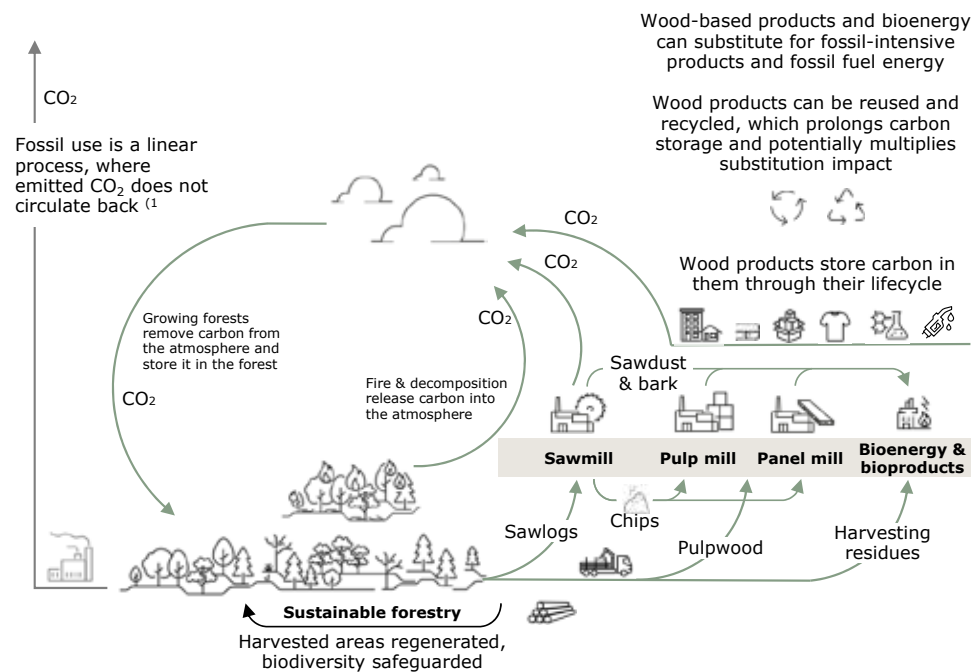 Wood-based products and bioenergy
can substitute for fossil-intensive
products and fossil fuel energy
CO₂
Wood products can be reused and
recycled, which prolongs carbon
storage and potentially multiplies
substitution impact
Fossil use is a linear
process, where
emitted CO₂ does not
circulate back ⁽¹
CO₂
CO₂
Wood products store carbon in
them through their lifecycle
Growing forests
remove carbon from
the atmosphere and
store it in the forest
CO₂
CO₂
Fire & decomposition
release carbon into
the atmosphere
Sawdust
& bark
Sawmill
Pulp mill
Panel mill
Bioenergy &
bioproducts
Sawlogs
Chips
Pulpwood
Harvesting
residues
Sustainable forestry
Harvested areas regenerated,
biodiversity safeguarded